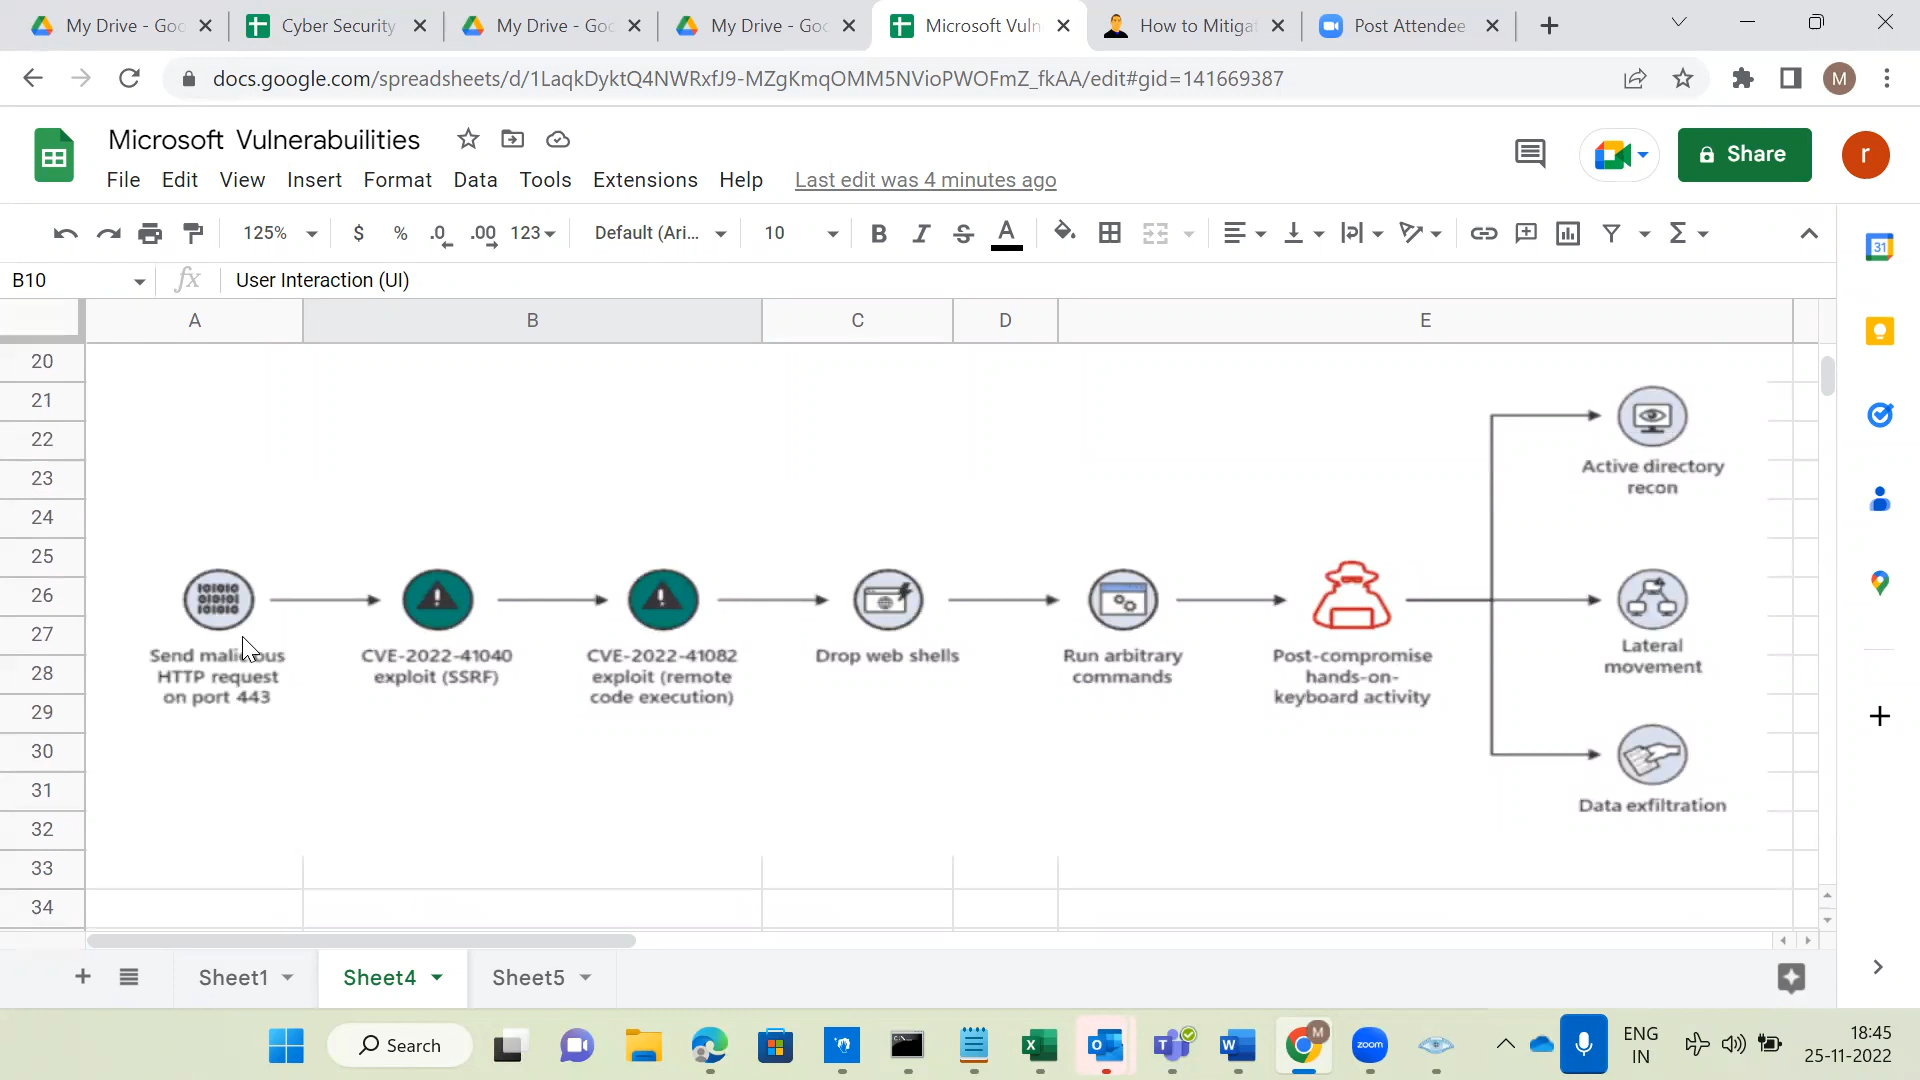 My Drive - Goo
Cyber Security
My Drive - Goo
My Drive - Goo
Microsoft Vuln
How to Mitigat
Post Attendee
docs.google.com/spreadsheets/d/1LaqkDyktQ4NWRxfJ9-MZgKmqOMM5NVioPWOFmZ_fkAA/edit#gid=141669387
M
Microsoft Vulnerabuilities
Share
r
File Edit View Insert Format Data Tools Extensions Help Last edit was 4 minutes ago
125% $ % .0 .00 123 Default (Ari... 10 B I S A
31
B10 fx User Interaction (UI)
A B C D E
20
21
22
23
24
25
26
27
28
29
30
31
32
33
34
Active directory
recon
Send malicious
HTTP request
on port 443
CVE-2022-41040
exploit (SSRF)
CVE-2022-41082
exploit (remote
code execution)
Drop web shells
Run arbitrary
commands
Post-compromise
hands-on-
keyboard activity
Lateral
movement
Data exfiltration
Sheet1 Sheet4 Sheet5
Search
zoom
ENG
IN
18:45
25-11-2022